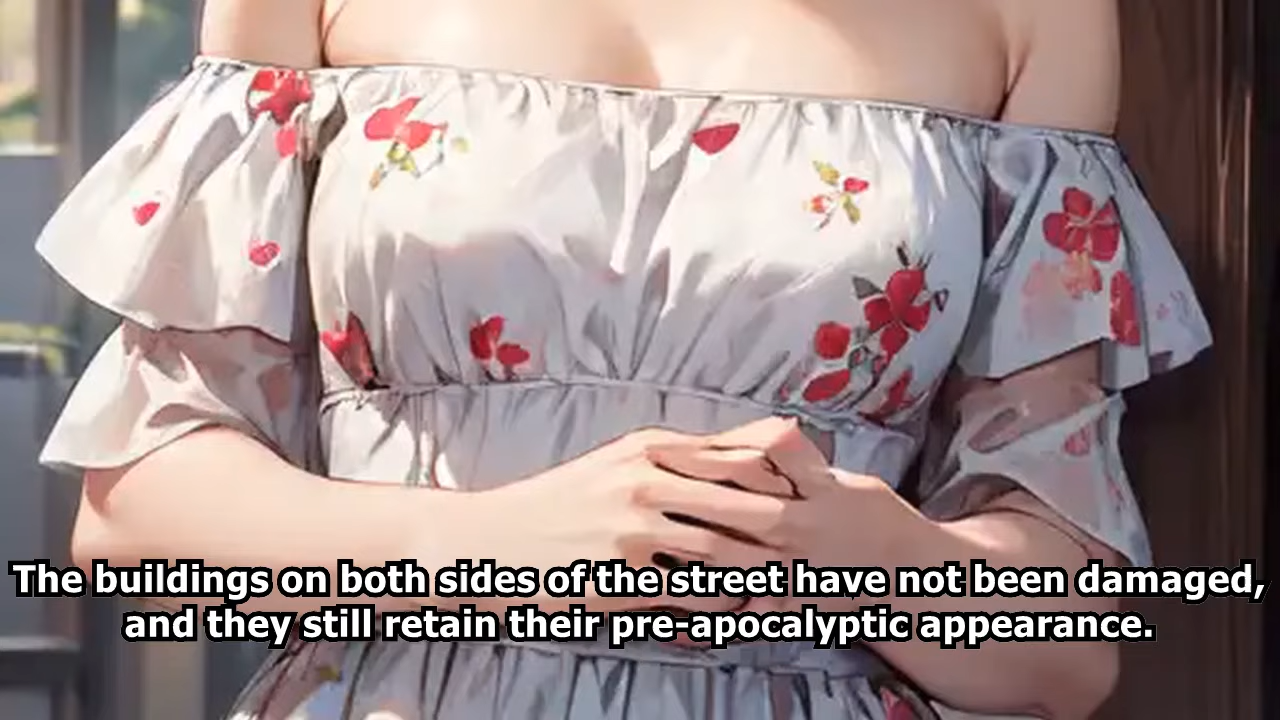 The buildings on both sides of the street have not been damaged,
and they still retain their pre-apocalyptic appearance.